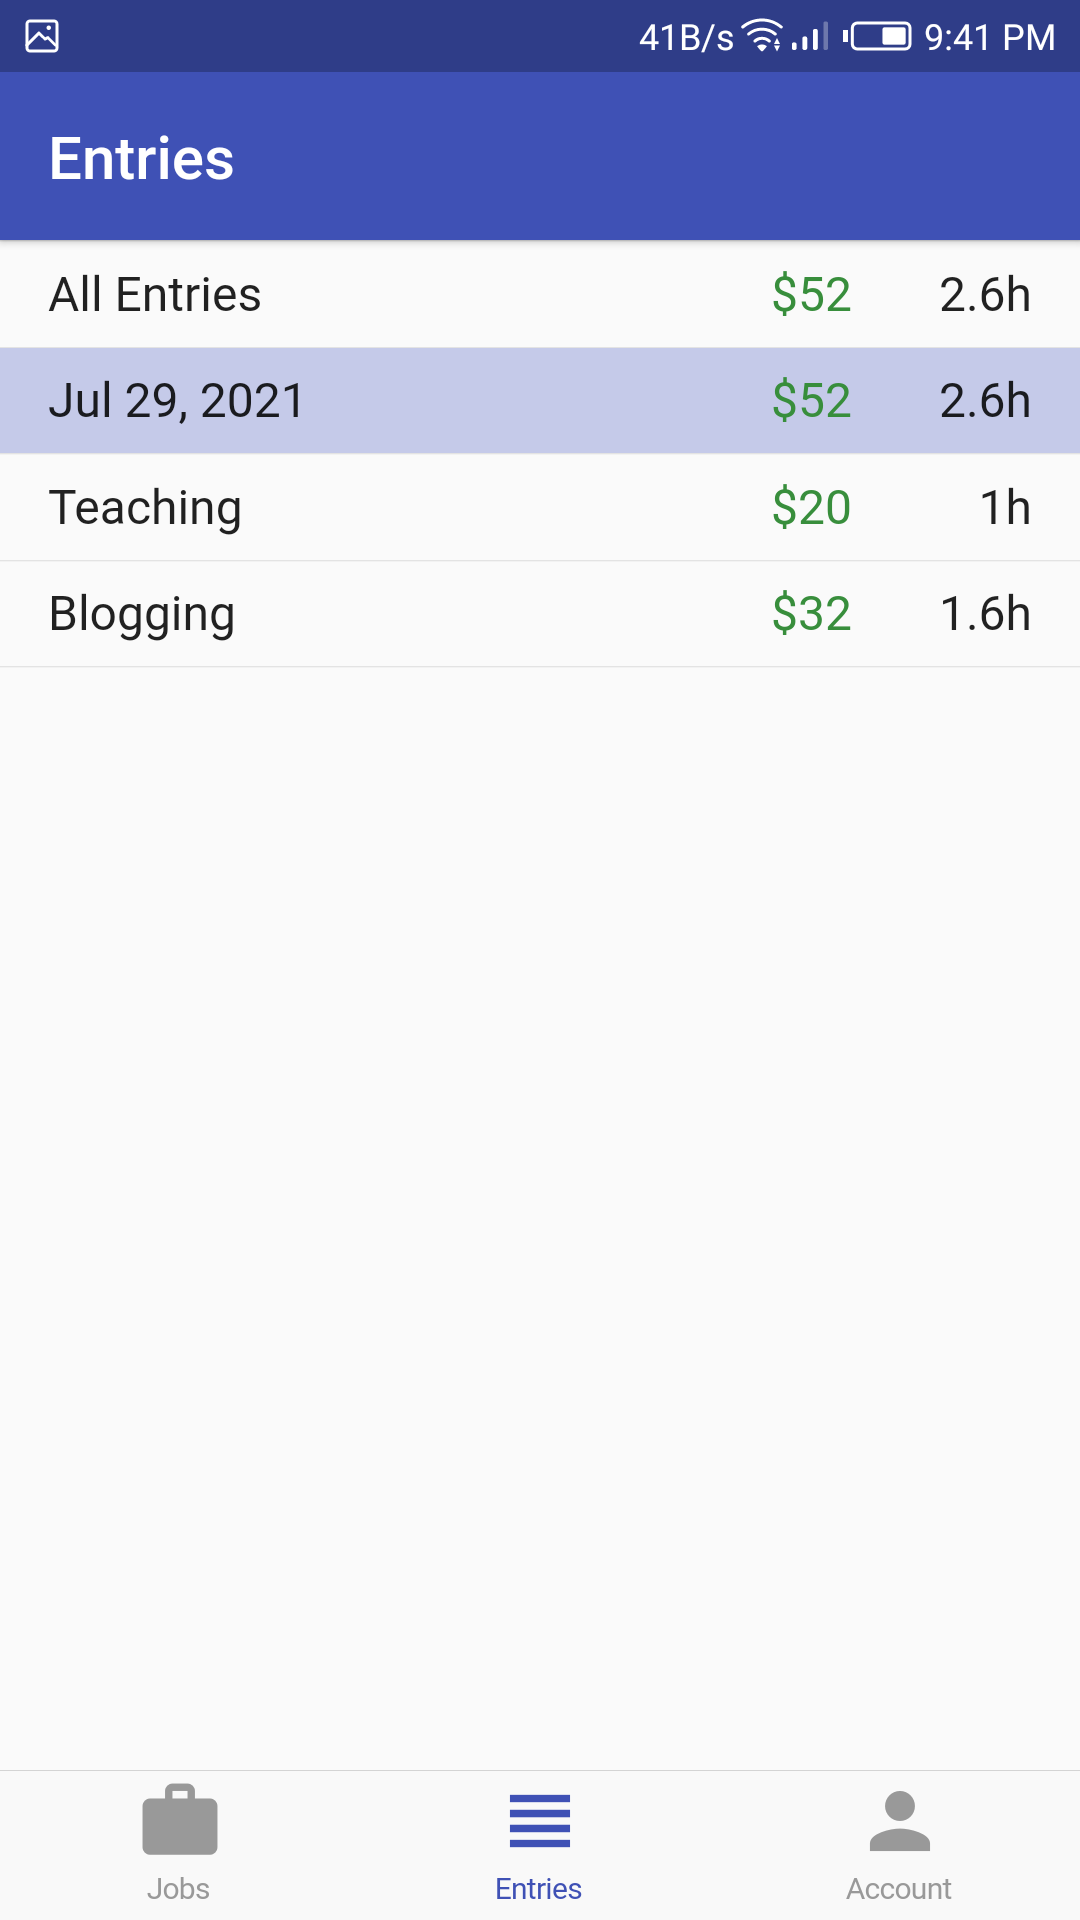 41B/s 9:41 PM
Entries
All Entries $52 2.6h
Jul 29, 2021 $52 2.6h
Teaching $20 1h
Blogging $32 1.6h
Jobs Entries Account